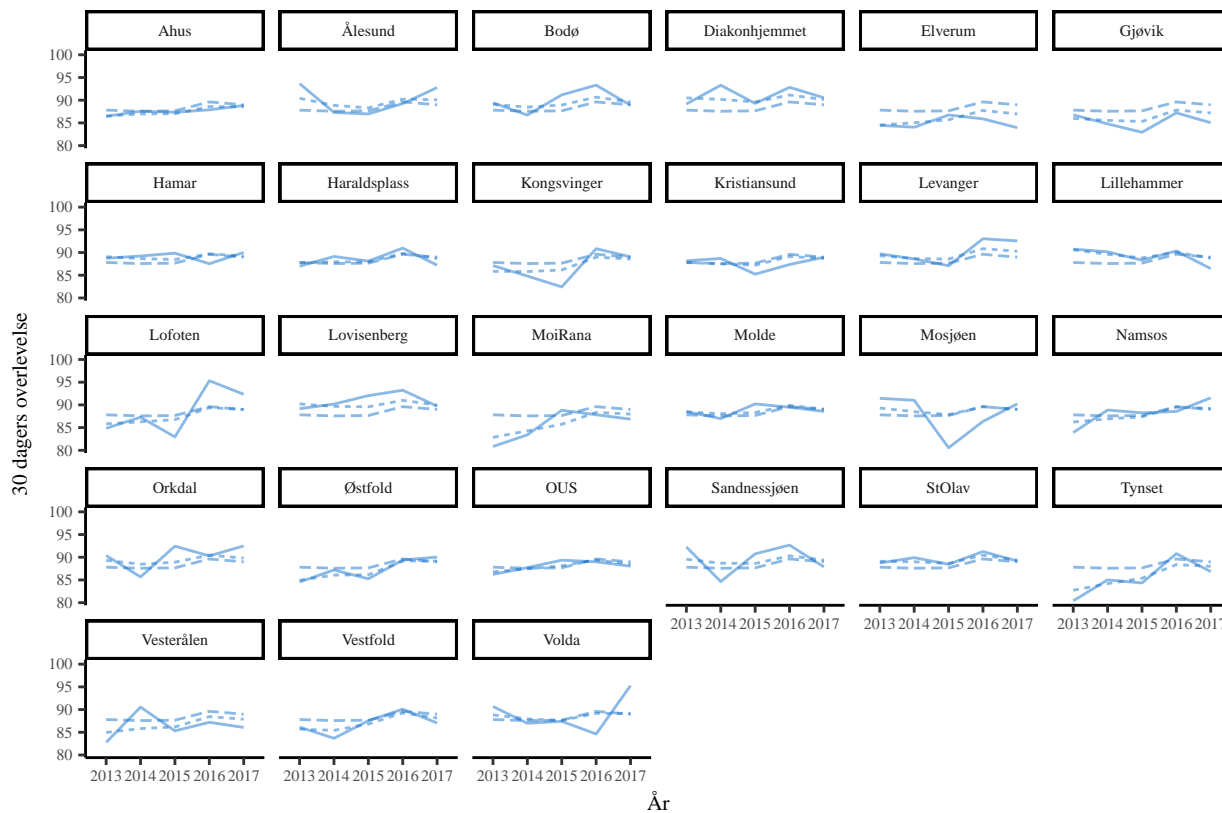 Ahus Ålesund Bodø Diakonhjemmet Elverum Gjøvik
100
95
90
85
80
Hamar Haraldsplass Kongsvinger Kristiansund Levanger Lillehammer
100
95
90
85
80
30 dagers overlevelse
Lofoten Lovisenberg MoiRana Molde Mosjøen Namsos
100
95
90
85
80
Orkdal Østfold OUS Sandnessjøen StOlav Tynset
100
95
90
85
80
2013 2014 2015 2016 2017 2013 2014 2015 2016 2017 2013 2014 2015 2016 2017
Vesterålen Vestfold Volda
100
95
90
85
80
2013 2014 2015 2016 2017 2013 2014 2015 2016 2017 2013 2014 2015 2016 2017
År